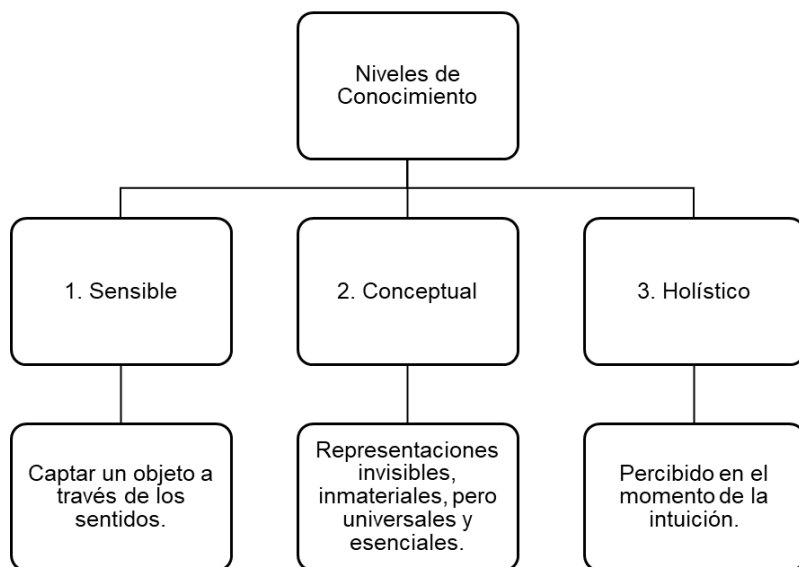 Niveles de
Conocimiento
1. Sensible
2. Conceptual
3. Holístico
Captar un objeto a
través de los
sentidos.
Representaciones
invisibles,
inmateriales, pero
universales y
esenciales.
Percibido en el
momento de la
intuición.